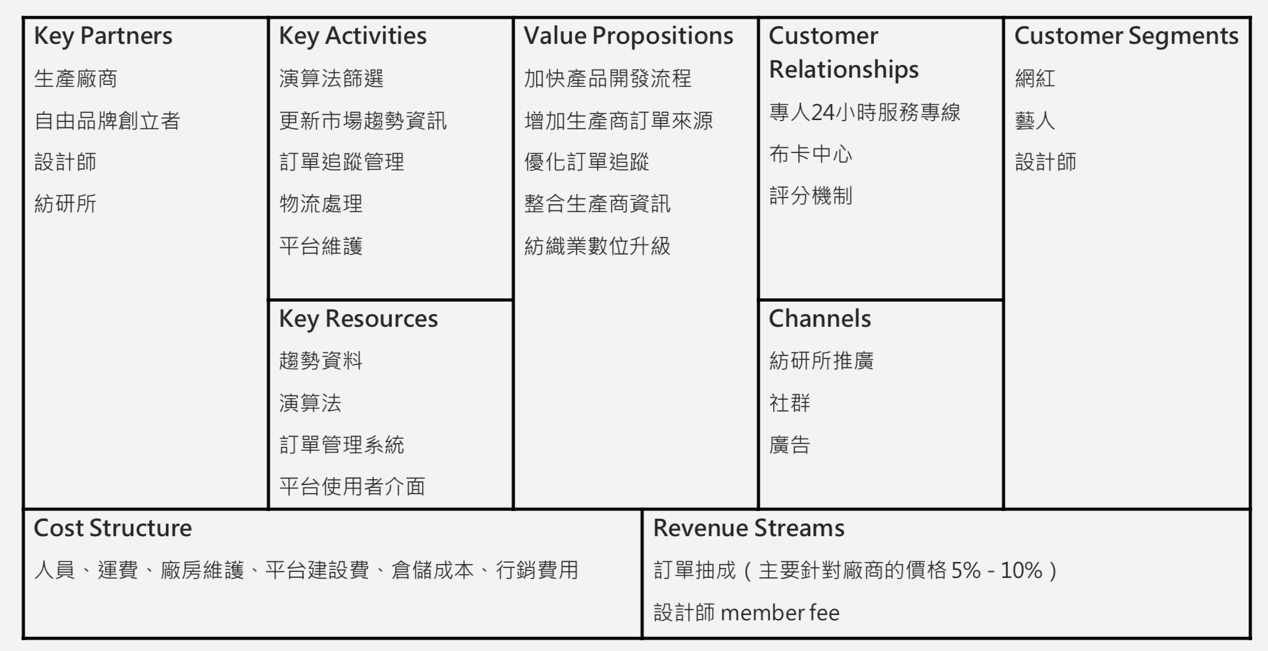 Key Partners
生產廠商
自由品牌創立者
設計師
紡研所
Key Activities
演算法篩選
更新市場趨勢資訊
訂單追蹤管理
物流處理
平台維護
Key Resources
趨勢資料
演算法
訂單管理系統
平台使用者介面
Value Propositions
加快產品開發流程
增加生產商訂單來源
優化訂單追蹤
整合生產商資訊
紡織業數位升級
Customer
Relationships
專人24小時服務專線
布卡中心
評分機制
Channels
紡研所推廣
社群
廣告
Customer Segments
網紅
藝人
設計師
Cost Structure
人員、運費、廠房維護、平台建設費、倉儲成本、行銷費用
Revenue Streams
訂單抽成（主要針對廠商的價格 5% - 10%）
設計師 member fee